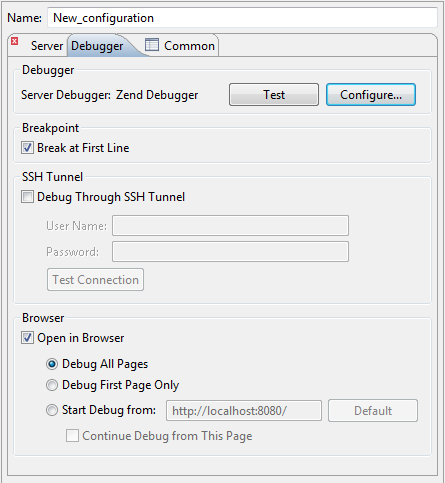 Name: New_configuration
Server Debugger Common
Debugger
Server Debugger: Zend Debugger Test Configure...
Breakpoint
Break at First Line
SSH Tunnel
Debug Through SSH Tunnel
User Name:
Password:
Test Connection
Browser
Open in Browser
Debug All Pages
Debug First Page Only
Start Debug from: http://localhost:8080/ Default
Continue Debug from This Page